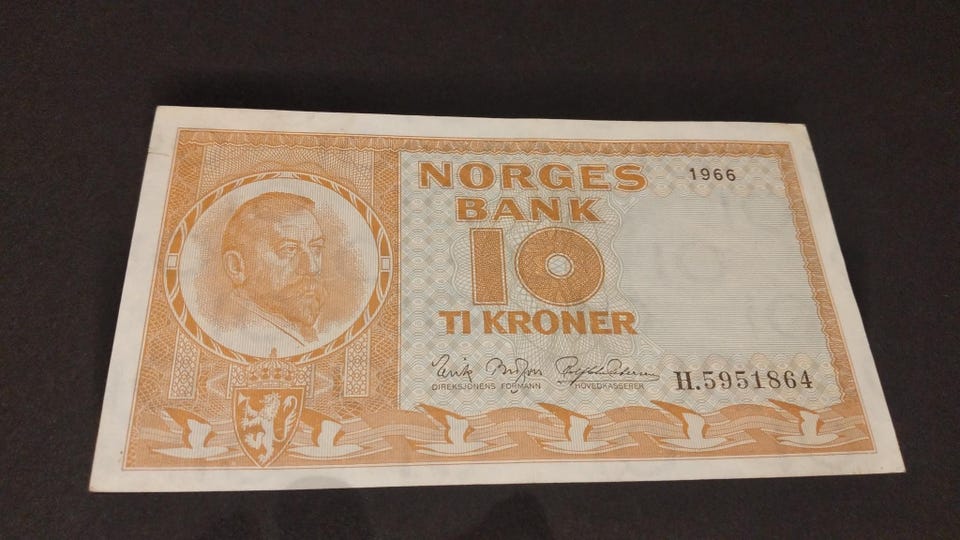 NORGES
BANK
1966
10
TI KRONER
DIREKSJONENS FORMANN
HOVEDKASSERER
H.5951864